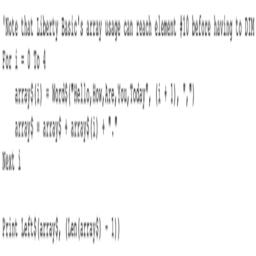 'Note that Liberty Basic's array usage can reach element #10 before having to DIM
For i = 0 To 4
array$(i) = Word$("Hello,How,Are,You,Today", (i + 1), ",")
array$ = array$ + array$(i) + "."
Next i
Print Left$(array$, (Len(array$) - 1))